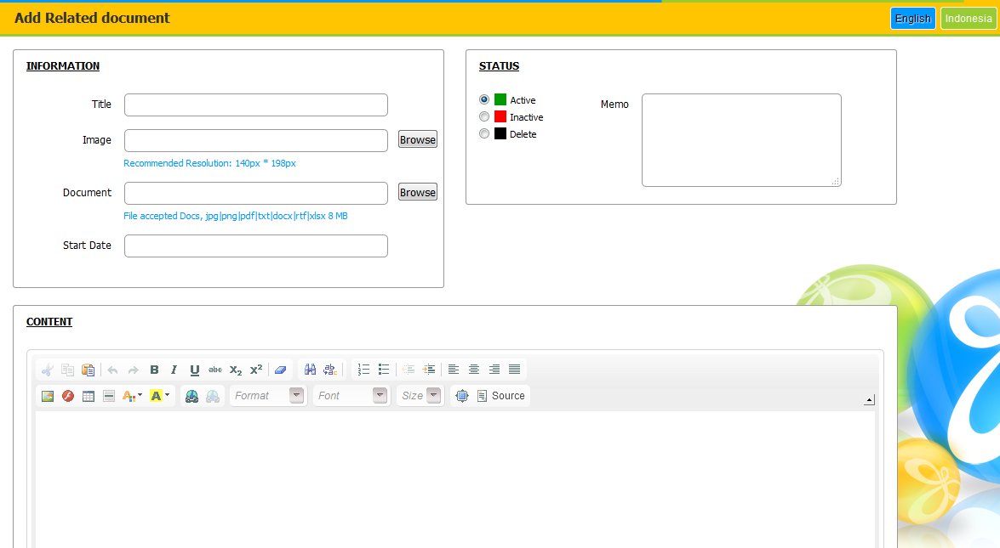 Add Related document
English
Indonesia
INFORMATION
Title
Image
Browse
Recommended Resolution: 140px * 198px
Document
Browse
File accepted Docs, jpg|png|pdf|txt|docx|rtf|xlsx 8 MB
Start Date
STATUS
Active
Inactive
Delete
Memo
CONTENT
B I U abc X₂ X²
Format
Font
Size
Source